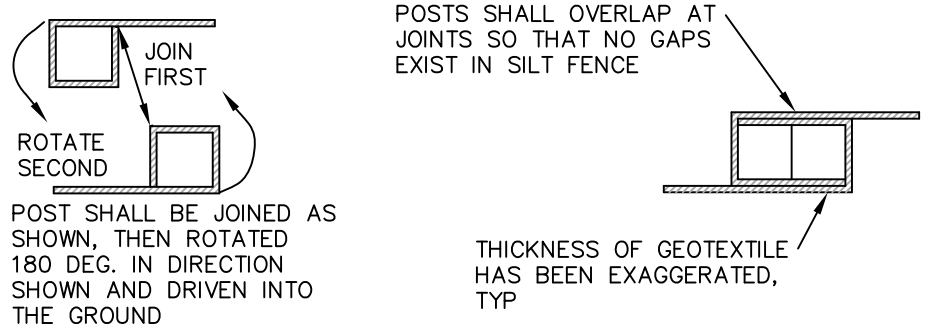 JOIN
FIRST
ROTATE
SECOND
POST SHALL BE JOINED AS
SHOWN, THEN ROTATED
180 DEG. IN DIRECTION
SHOWN AND DRIVEN INTO
THE GROUND
POSTS SHALL OVERLAP AT
JOINTS SO THAT NO GAPS
EXIST IN SILT FENCE
THICKNESS OF GEOTEXTILE
HAS BEEN EXAGGERATED,
TYP